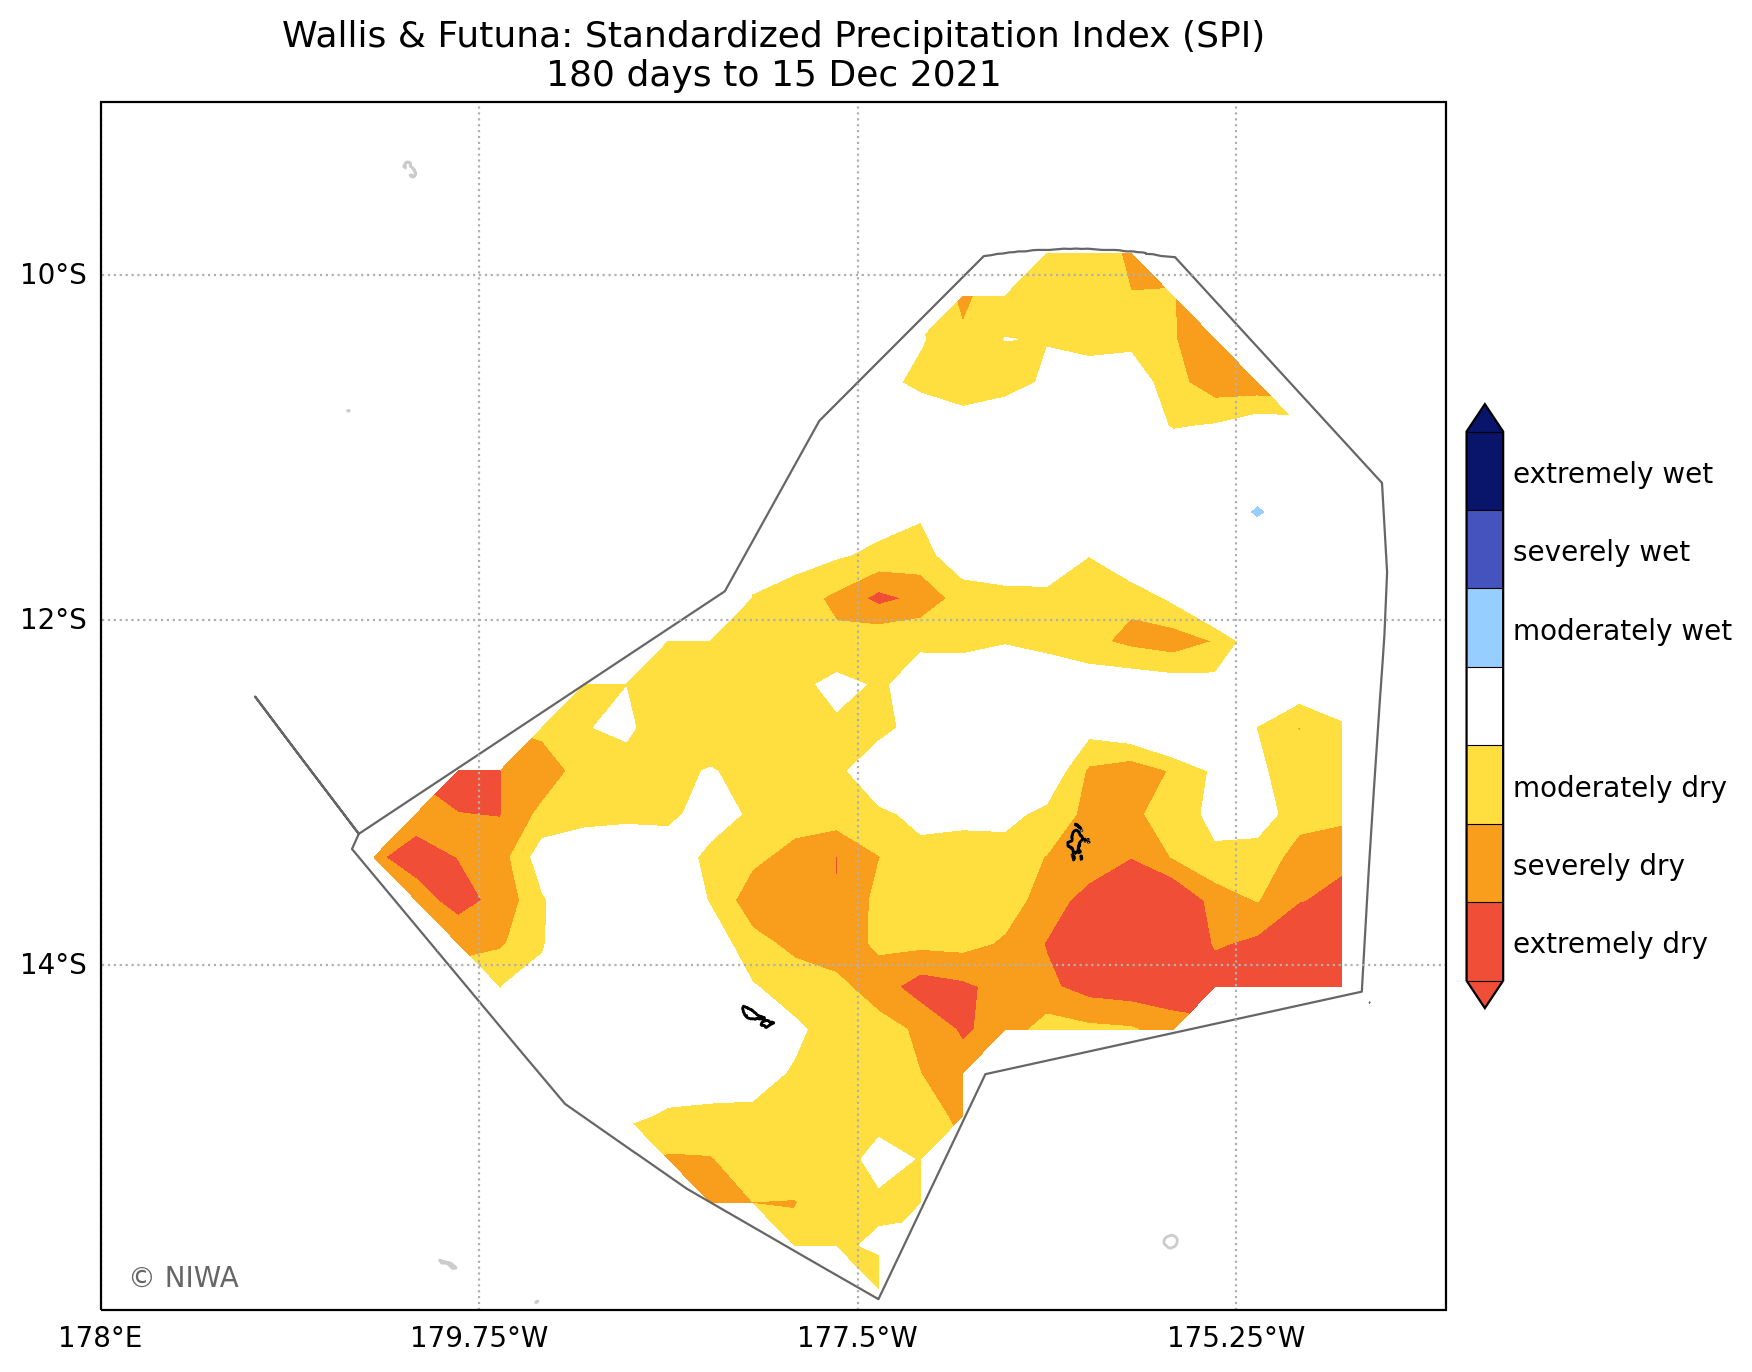 Wallis & Futuna: Standardized Precipitation Index (SPI)
180 days to 15 Dec 2021
10°S
12°S
14°S
178°E
179.75°W
177.5°W
175.25°W
extremely wet
severely wet
moderately wet
moderately dry
severely dry
extremely dry
© NIWA